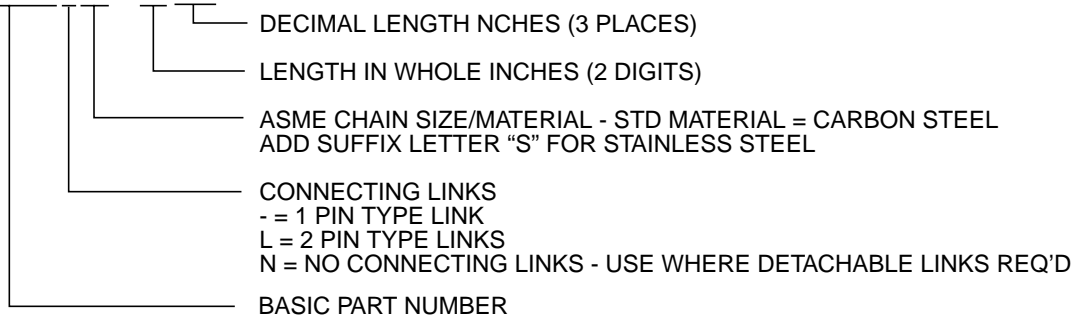 DECIMAL LENGTH NCHES (3 PLACES)
LENGTH IN WHOLE INCHES (2 DIGITS)
ASME CHAIN SIZE/MATERIAL - STD MATERIAL = CARBON STEEL
ADD SUFFIX LETTER “S” FOR STAINLESS STEEL
CONNECTING LINKS
- = 1 PIN TYPE LINK
L = 2 PIN TYPE LINKS
N = NO CONNECTING LINKS - USE WHERE DETACHABLE LINKS REQ’D
BASIC PART NUMBER